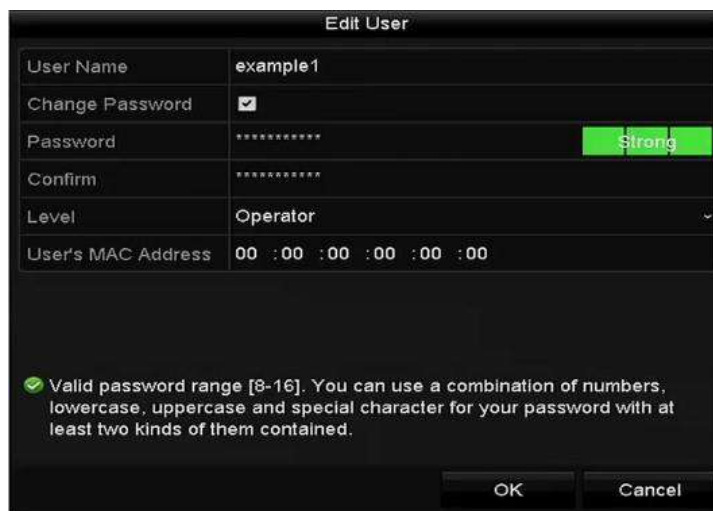 Edit User
User Name example1
Change Password
Password *********** Strong
Confirm ***********
Level Operator
User's MAC Address 00 :00 :00 :00 :00 :00
Valid password range [8-16]. You can use a combination of numbers,
lowercase, uppercase and special character for your password with at
least two kinds of them contained.
OK Cancel